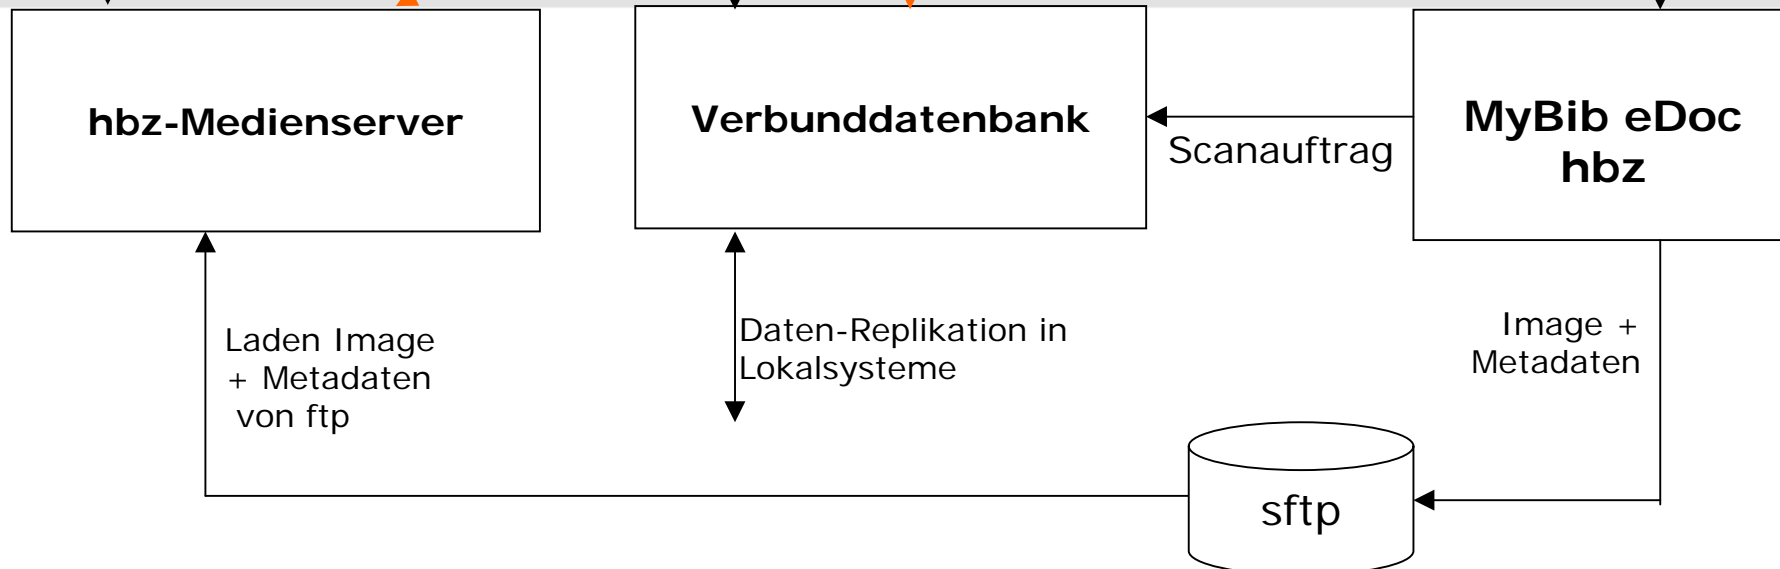 hbz-Medienserver
Verbunddatenbank
Scanauftrag
MyBib eDoc
hbz
Laden Image
+ Metadaten
von ftp
Daten-Replikation in
Lokalsysteme
Image +
Metadaten
sftp